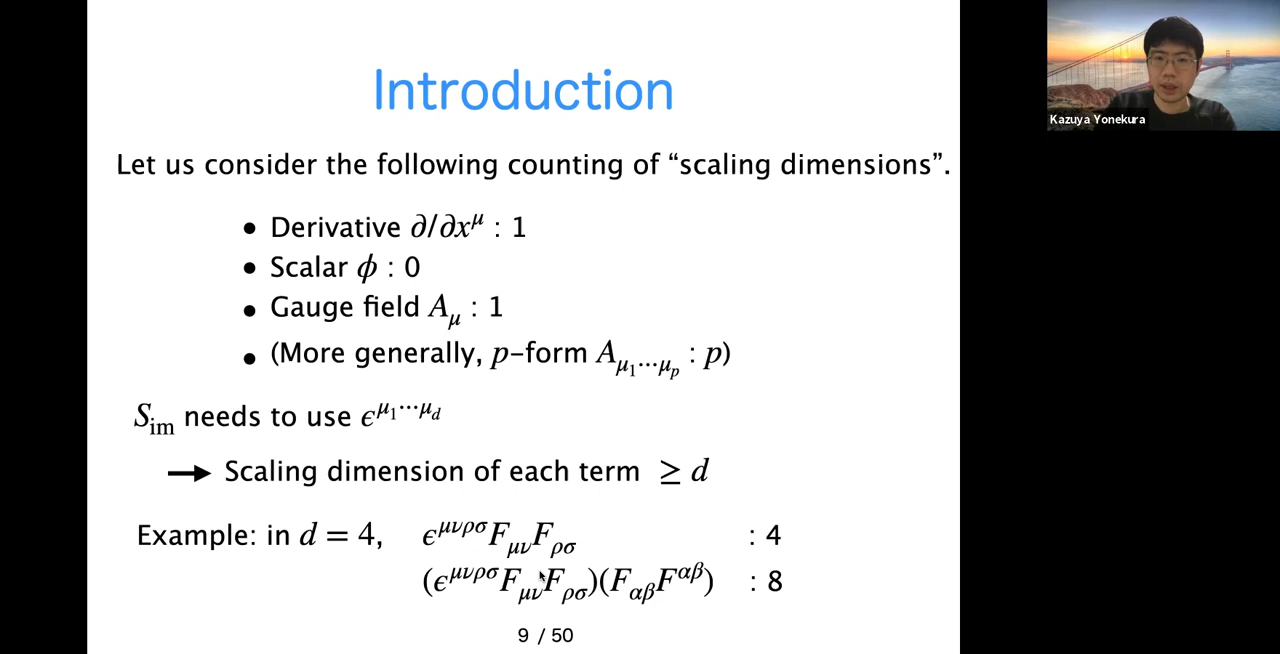 Introduction
Let us consider the following counting of “scaling dimensions”.
• Derivative ∂/∂x^μ : 1
• Scalar ϕ : 0
• Gauge field A_μ : 1
• (More generally, p-form A_{μ_1⋯μ_p} : p)
S_im needs to use ϵ^{μ_1⋯μ_d}
→ Scaling dimension of each term ≥ d
Example: in d = 4, ϵ^{μνρσ}F_{μν}F_{ρσ} : 4
(ϵ^{μνρσ}F_{μν}F_{ρσ})(F_{αβ}F^{αβ}) : 8
9 / 50
Kazuya Yonekura